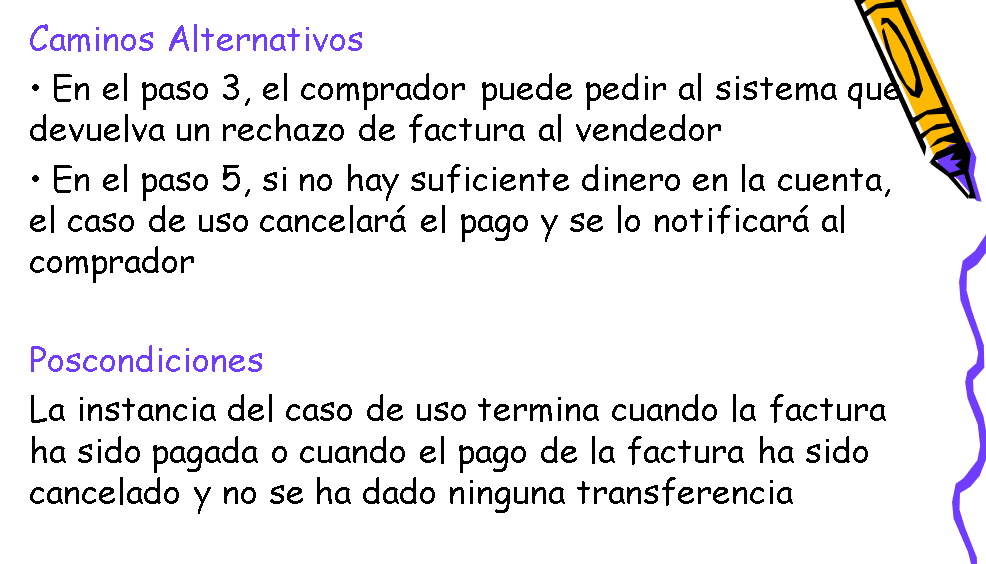 Caminos Alternativos
• En el paso 3, el comprador puede pedir al sistema que
devuelva un rechazo de factura al vendedor
• En el paso 5, si no hay suficiente dinero en la cuenta,
el caso de uso cancelará el pago y se lo notificará al
comprador
Poscondiciones
La instancia del caso de uso termina cuando la factura
ha sido pagada o cuando el pago de la factura ha sido
cancelado y no se ha dado ninguna transferencia